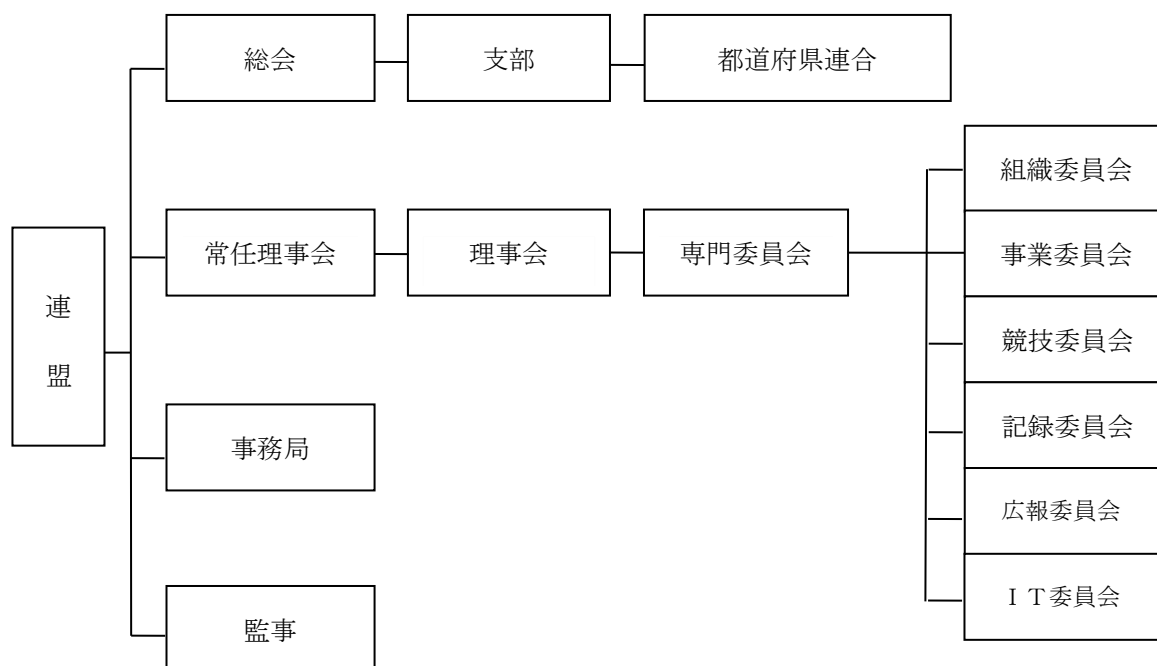 総会
支部
都道府県連合
組織委員会
常任理事会
理事会
専門委員会
事業委員会
連
盟
競技委員会
記録委員会
事務局
広報委員会
ＩＴ委員会
監事